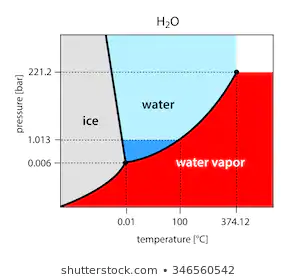 H₂O
pressure [bar]
221.2
1.013
0.006
ice
water
water vapor
0.01
100
374.12
temperature [°C]
shutterstock.com • 346560542